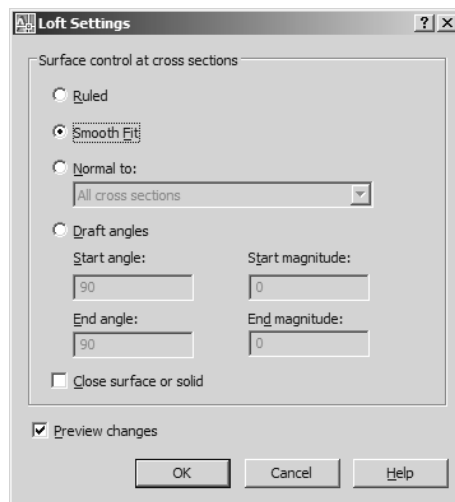 Loft Settings
Surface control at cross sections
Ruled
Smooth Fit
Normal to:
All cross sections
Draft angles
Start angle: Start magnitude:
90 0
End angle: End magnitude:
90 0
Close surface or solid
Preview changes
OK Cancel Help